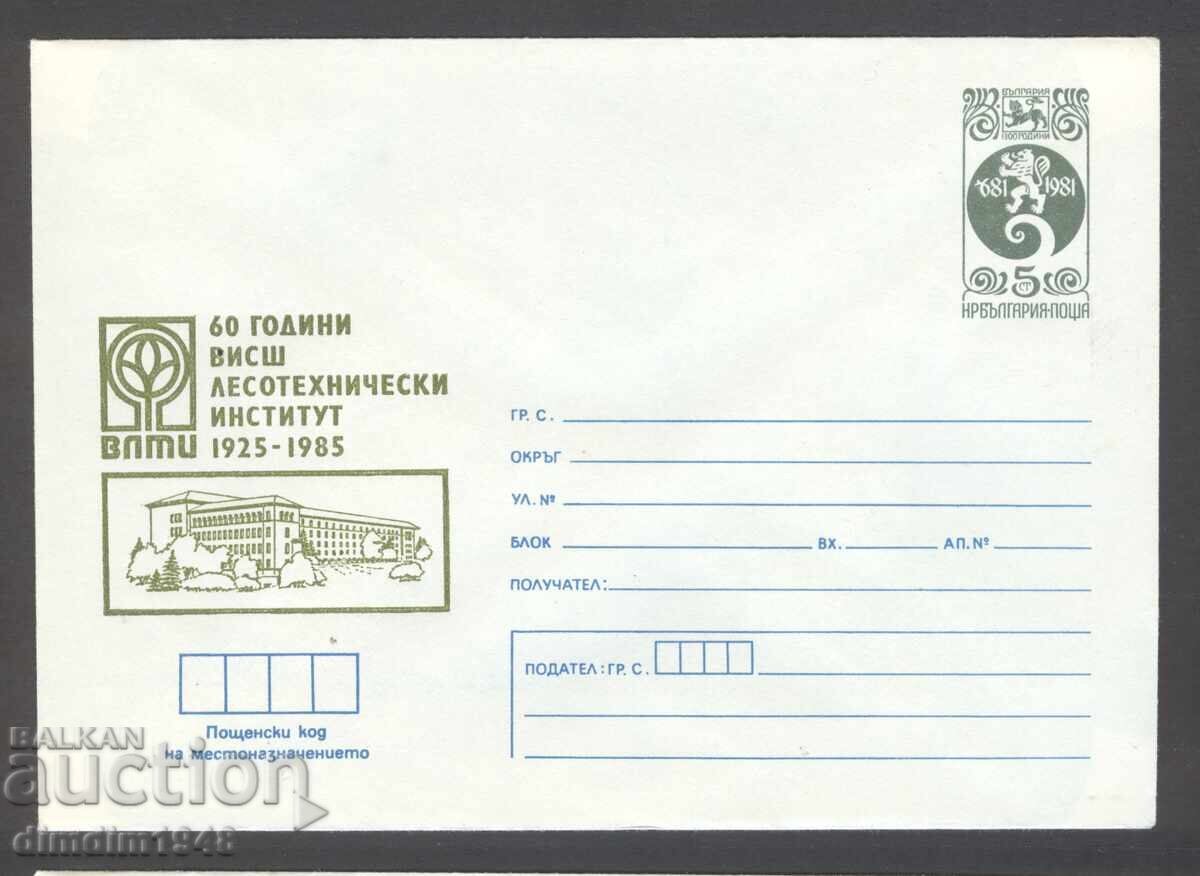 БЪЛГАРИЯ
1300 ГОДИНИ
681 1981
5 СТ
НРБЪЛГАРИЯ·ПОЩА
60 ГОДИНИ
ВИСШ
ЛЕСОТЕХНИЧЕСКИ
ИНСТИТУТ
ВЛТИ 1925-1985
ГР. С.
ОКРЪГ
УЛ. №
БЛОК ВХ. АП. №
ПОЛУЧАТЕЛ:
ПОДАТЕЛ: ГР. С.
Пощенски код
на местоназначението
BALKAN
auction
dimdim1948